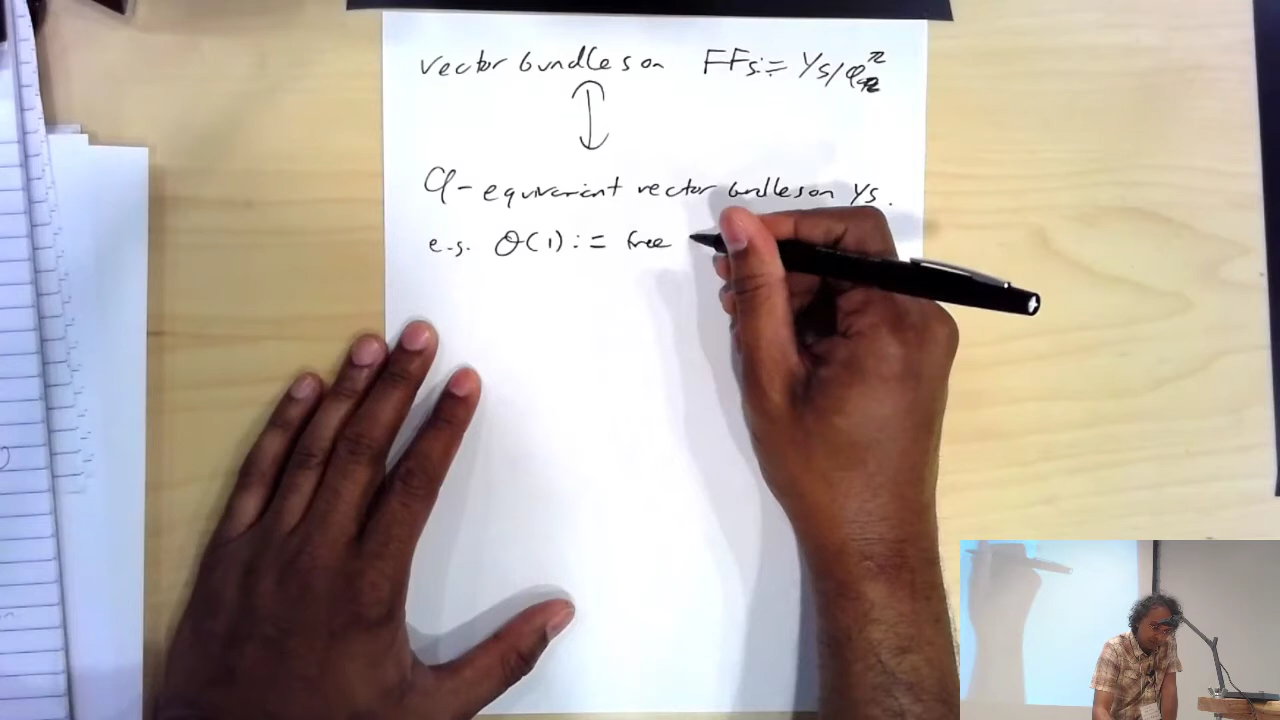 vector bundles on FF_S := Y_S/φ^ℤ
↕
φ-equivariant vector bundles on Y_S.
e.g. O(1) := free